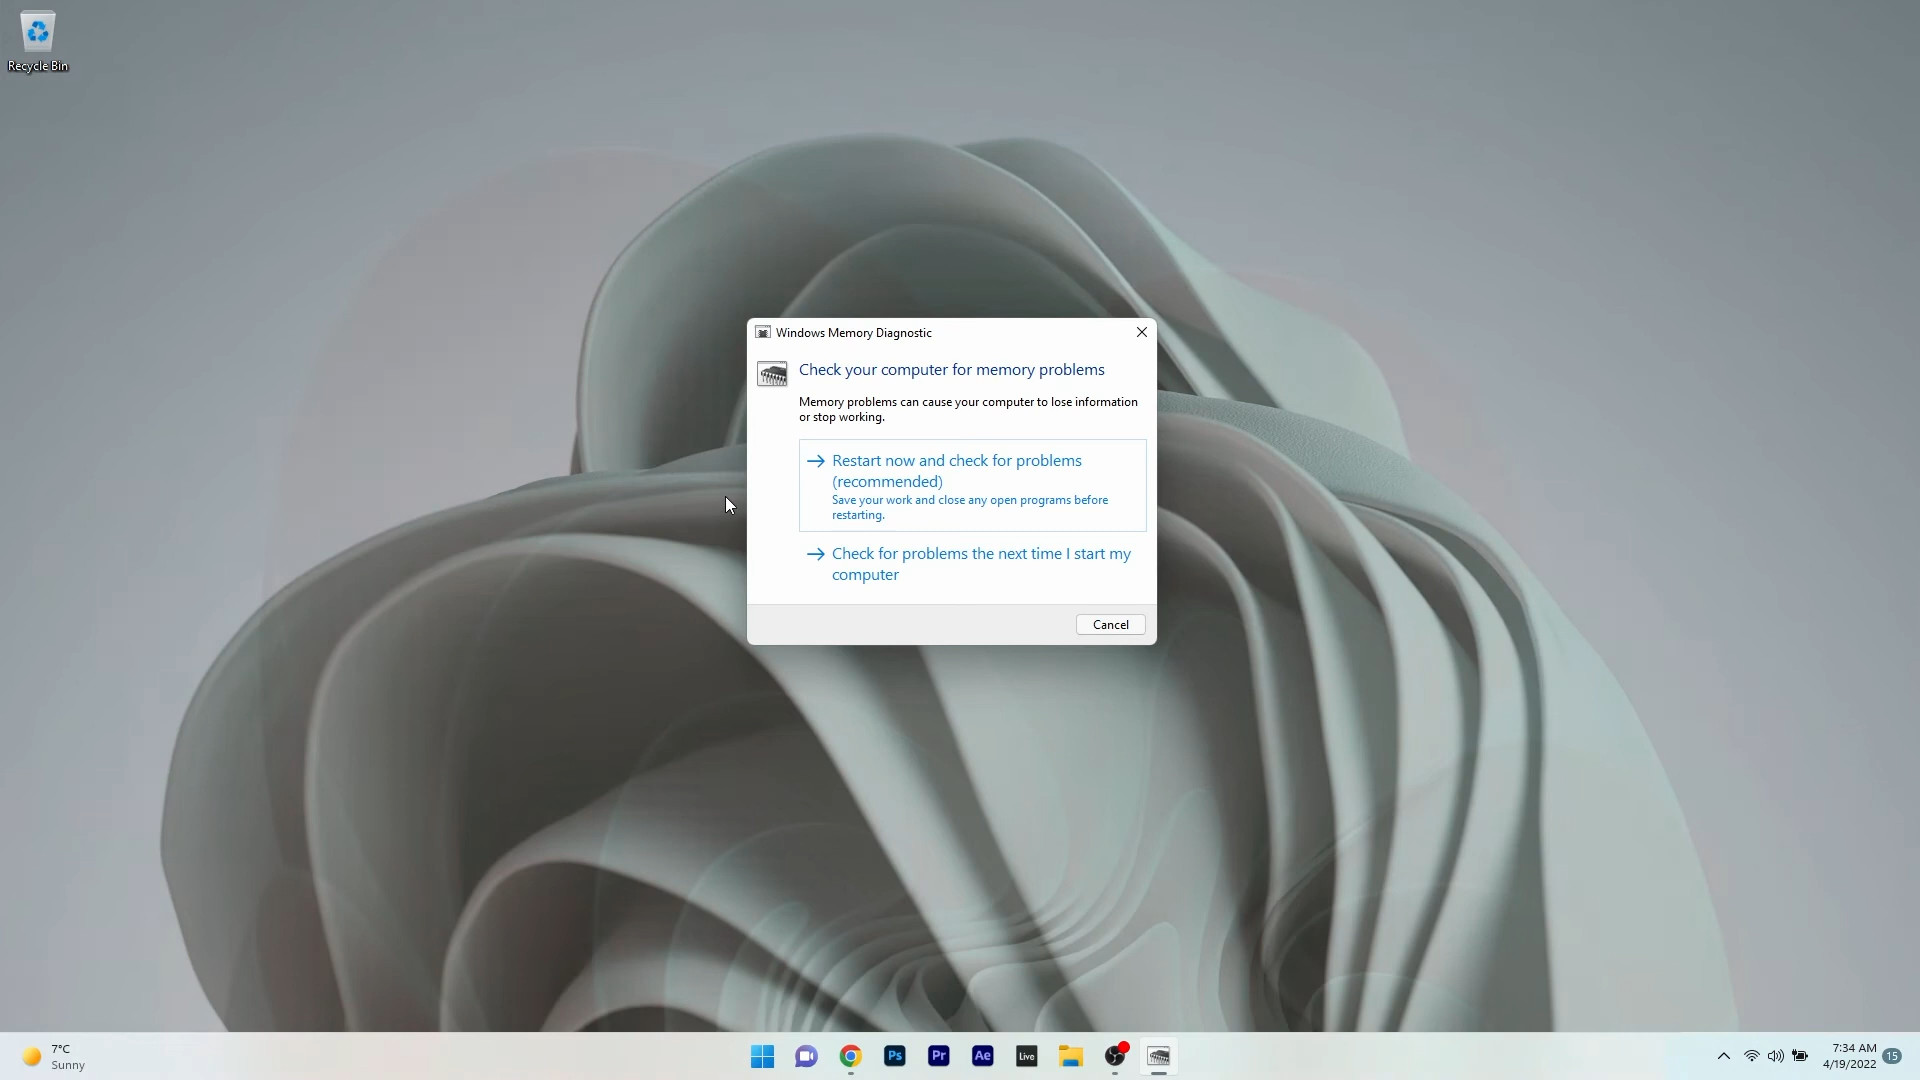 Recycle Bin
Windows Memory Diagnostic
Check your computer for memory problems
Memory problems can cause your computer to lose information
or stop working.
Restart now and check for problems
(recommended)
Save your work and close any open programs before
restarting.
Check for problems the next time I start my
computer
Cancel
7°C
Sunny
Ps
Pr
Ae
Live
7:34 AM
4/19/2022
15